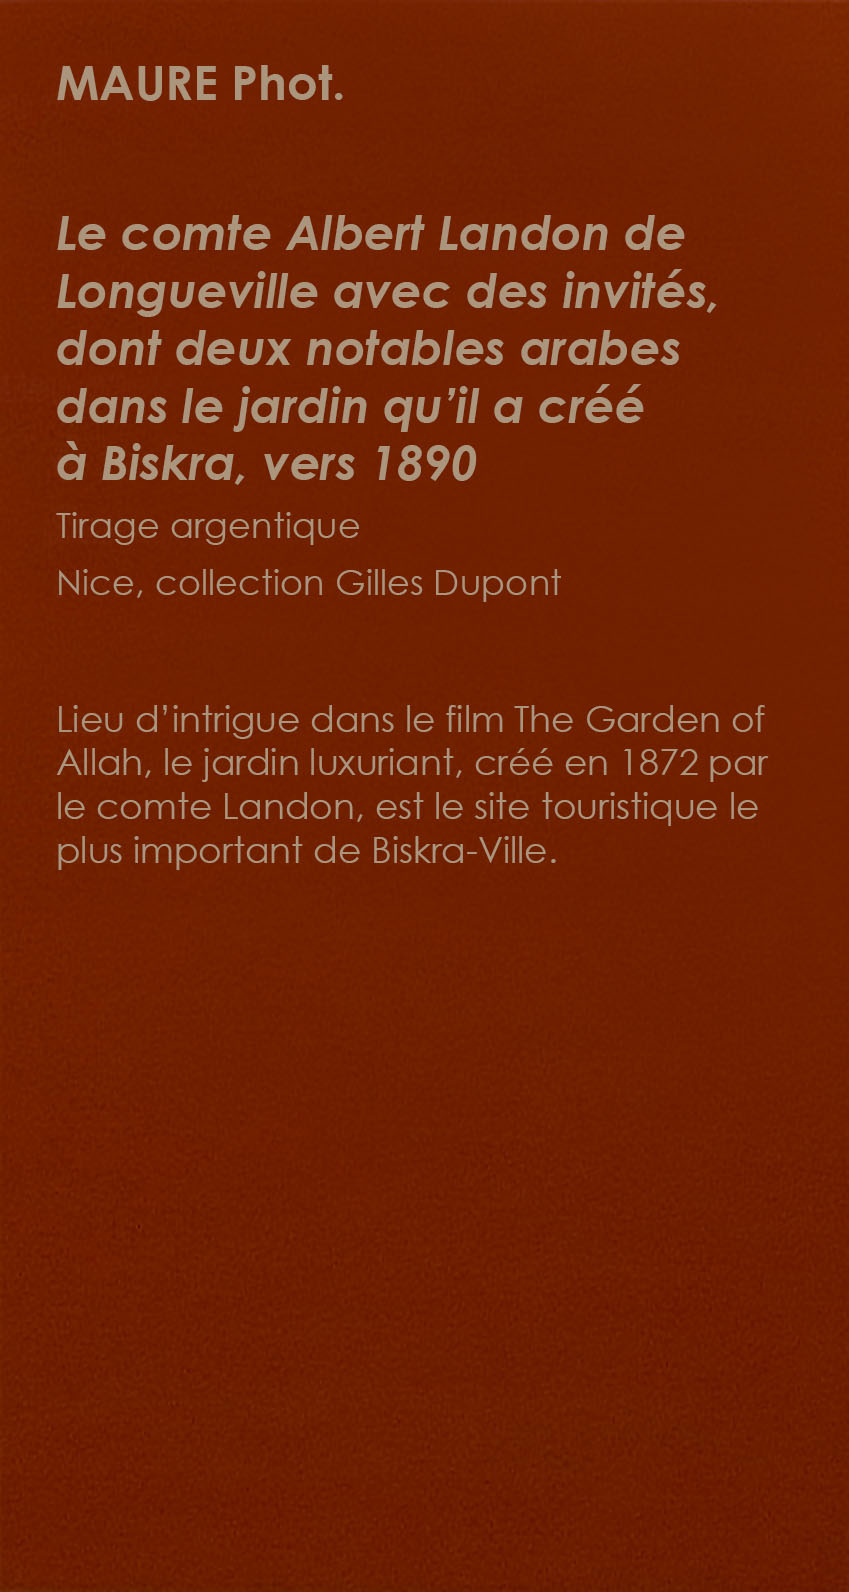 MAURE Phot.
Le comte Albert Landon de
Longueville avec des invités,
dont deux notables arabes
dans le jardin qu’il a créé
à Biskra, vers 1890
Tirage argentique
Nice, collection Gilles Dupont
Lieu d’intrigue dans le film The Garden of
Allah, le jardin luxuriant, créé en 1872 par
le comte Landon, est le site touristique le
plus important de Biskra-Ville.